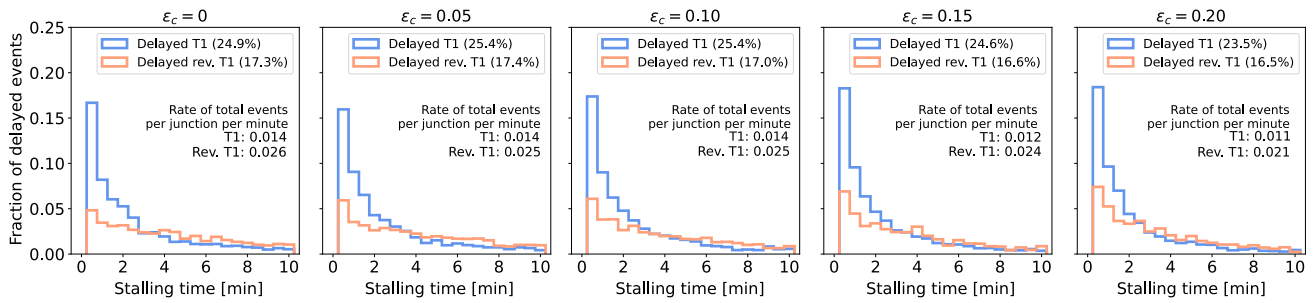 ε_c = 0
Delayed T1 (24.9%)
Delayed rev. T1 (17.3%)
Rate of total events
per junction per minute
T1: 0.014
Rev. T1: 0.026
Fraction of delayed events
0.25
0.20
0.15
0.10
0.05
0.00
0 2 4 6 8 10
Stalling time [min]
ε_c = 0.05
Delayed T1 (25.4%)
Delayed rev. T1 (17.4%)
Rate of total events
per junction per minute
T1: 0.014
Rev. T1: 0.025
0 2 4 6 8 10
Stalling time [min]
ε_c = 0.10
Delayed T1 (25.4%)
Delayed rev. T1 (17.0%)
Rate of total events
per junction per minute
T1: 0.014
Rev. T1: 0.025
0 2 4 6 8 10
Stalling time [min]
ε_c = 0.15
Delayed T1 (24.6%)
Delayed rev. T1 (16.6%)
Rate of total events
per junction per minute
T1: 0.012
Rev. T1: 0.024
0 2 4 6 8 10
Stalling time [min]
ε_c = 0.20
Delayed T1 (23.5%)
Delayed rev. T1 (16.5%)
Rate of total events
per junction per minute
T1: 0.011
Rev. T1: 0.021
0 2 4 6 8 10
Stalling time [min]